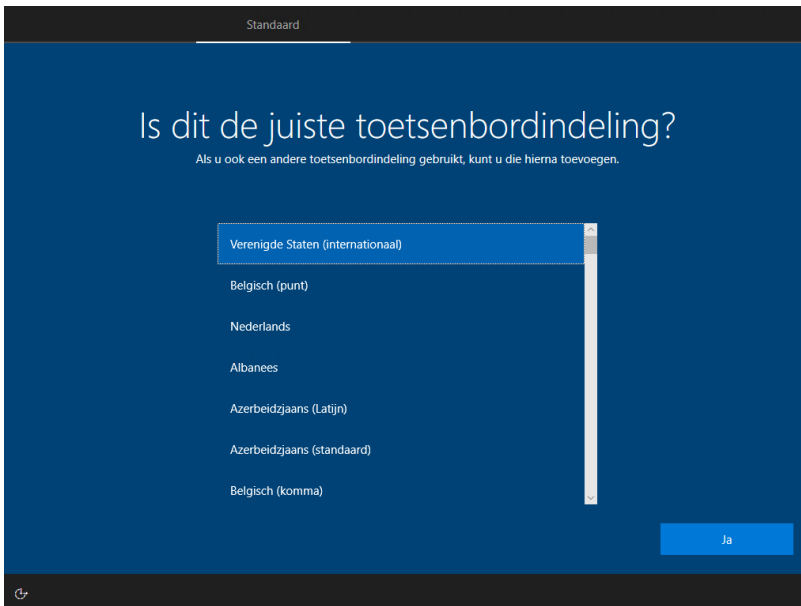 Standaard
Is dit de juiste toetsenbordindeling?
Als u ook een andere toetsenbordindeling gebruikt, kunt u die hierna toevoegen.
Verenigde Staten (internationaal)
Belgisch (punt)
Nederlands
Albanees
Azerbeidzjaans (Latijn)
Azerbeidzjaans (standaard)
Belgisch (komma)
Ja